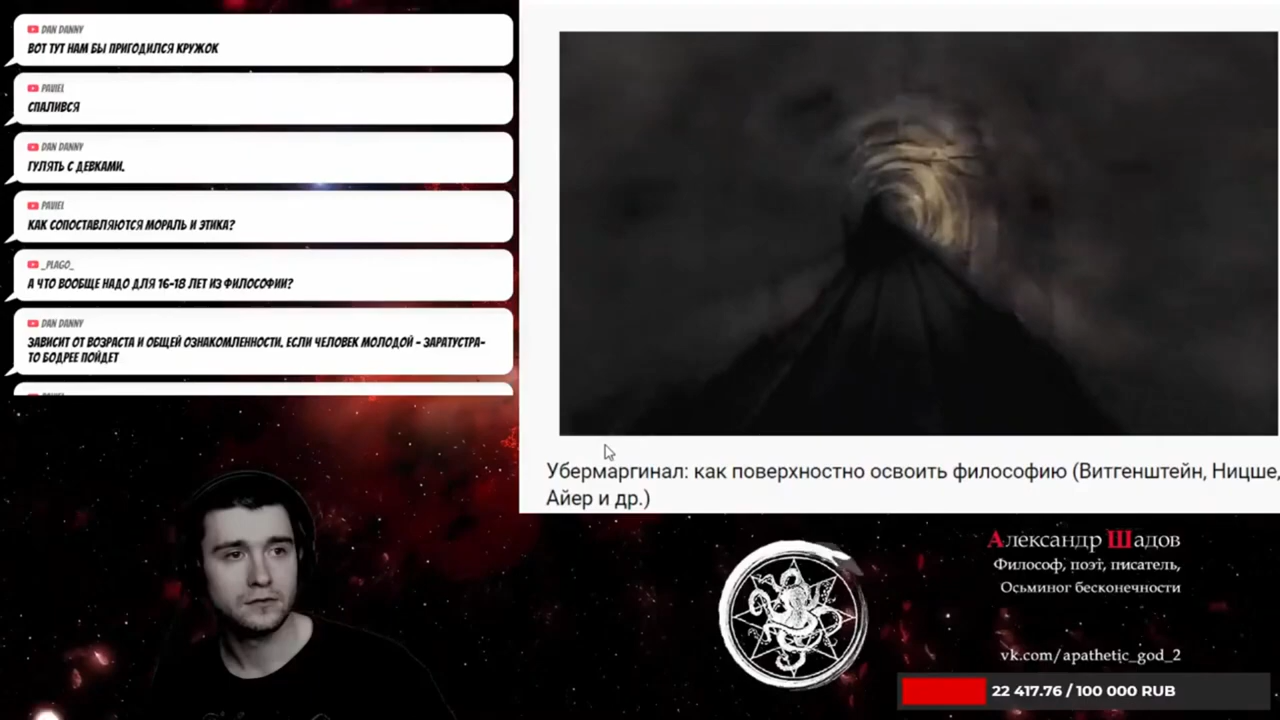 DAN DANNY
ВОТ ТУТ НАМ БЫ ПРИГОДИЛСЯ КРУЖОК
PAVIEL
СПАЛИВСЯ
DAN DANNY
ГУЛЯТЬ С ДЕВКАМИ.
PAVIEL
КАК СОПОСТАВЛЯЮТСЯ МОРАЛЬ И ЭТИКА?
_PLAGO_
А ЧТО ВООБЩЕ НАДО ДЛЯ 16-18 ЛЕТ ИЗ ФИЛОСОФИИ?
DAN DANNY
ЗАВИСИТ ОТ ВОЗРАСТА И ОБЩЕЙ ОЗНАКОМЛЕННОСТИ. ЕСЛИ ЧЕЛОВЕК МОЛОДОЙ - ЗАРАТУСТРА-
ТО БОДРЕЕ ПОЙДЕТ
Убермаргинал: как поверхностно освоить философию (Витгенштейн, Ницше,
Айер и др.)
Александр Шадов
Философ, поэт, писатель,
Осьминог бесконечности
vk.com/apathetic_god_2
22 417.76 / 100 000 RUB